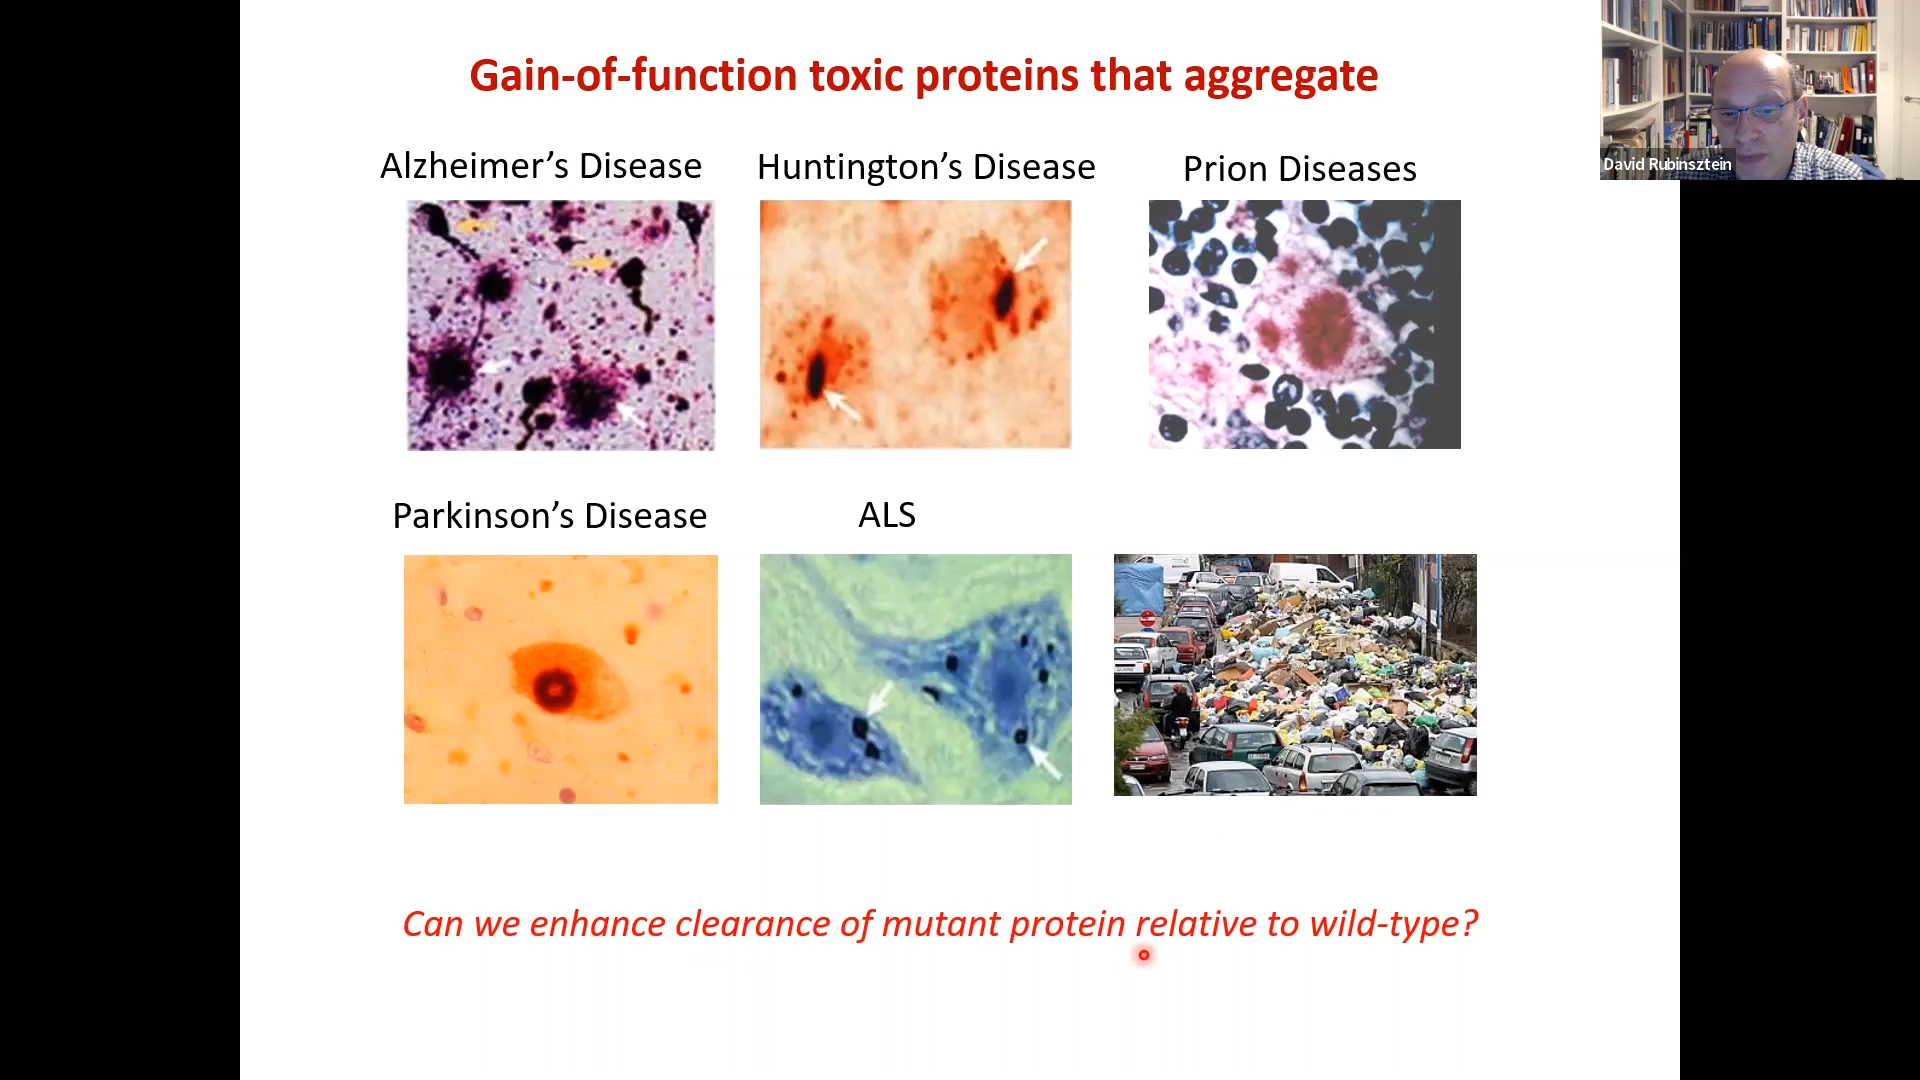 Gain-of-function toxic proteins that aggregate
David Rubinsztein
Alzheimer’s Disease
Huntington’s Disease
Prion Diseases
Parkinson’s Disease
ALS
Can we enhance clearance of mutant protein relative to wild-type?